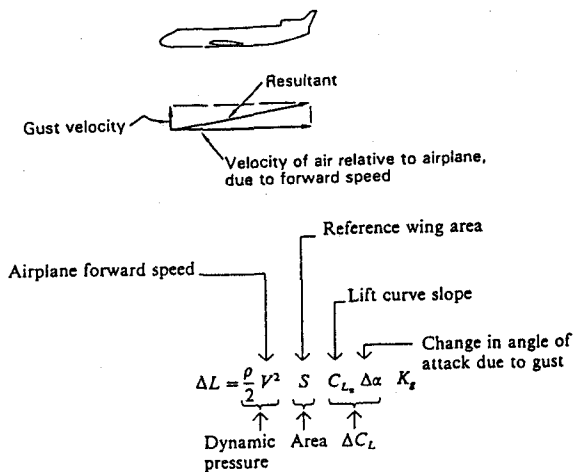 Resultant
Gust velocity
Velocity of air relative to airplane,
due to forward speed
Reference wing area
Airplane forward speed
Lift curve slope
Change in angle of
attack due to gust
ΔL = ρ/2 V² S C_{L_α} Δα K_g
Dynamic
pressure
Area
ΔC_L